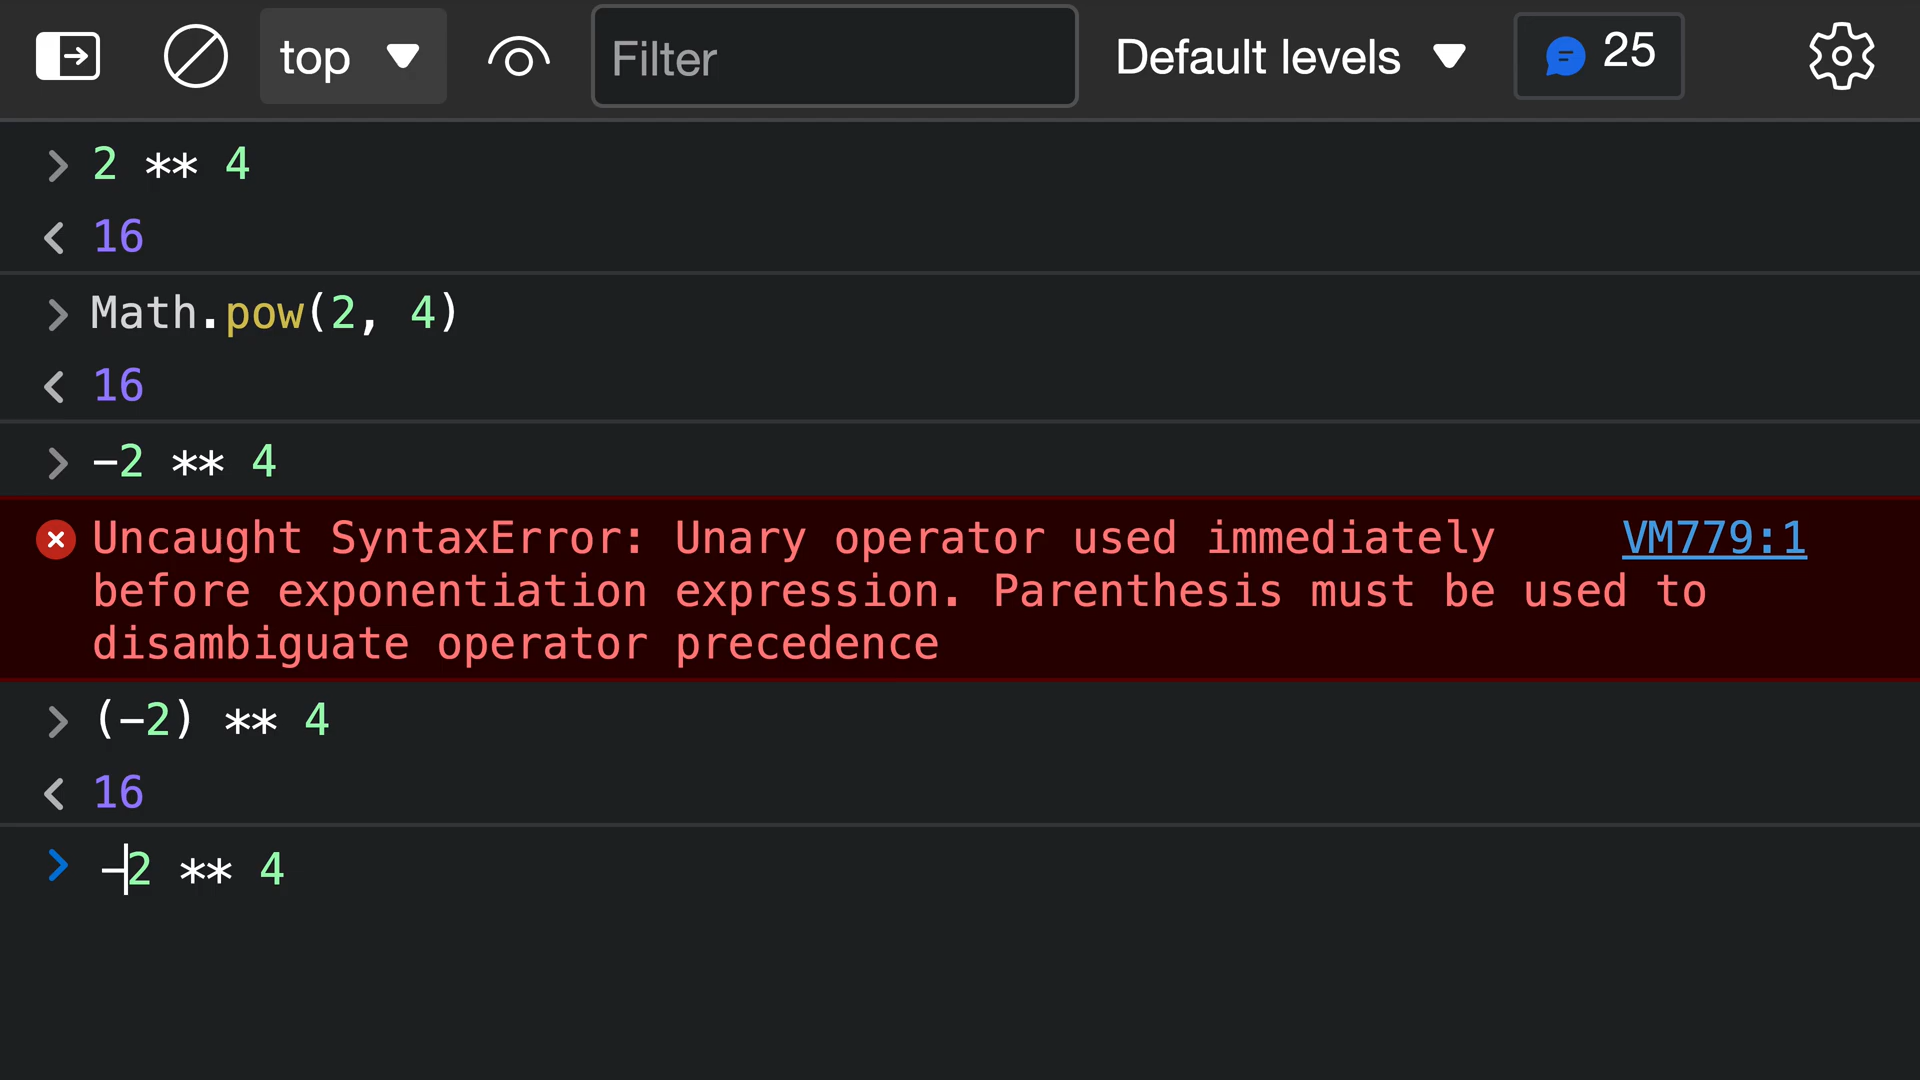 top Filter Default levels 25
2 ** 4
16
Math.pow(2, 4)
16
-2 ** 4
Uncaught SyntaxError: Unary operator used immediately VM779:1
before exponentiation expression. Parenthesis must be used to
disambiguate operator precedence
(-2) ** 4
16
-2 ** 4